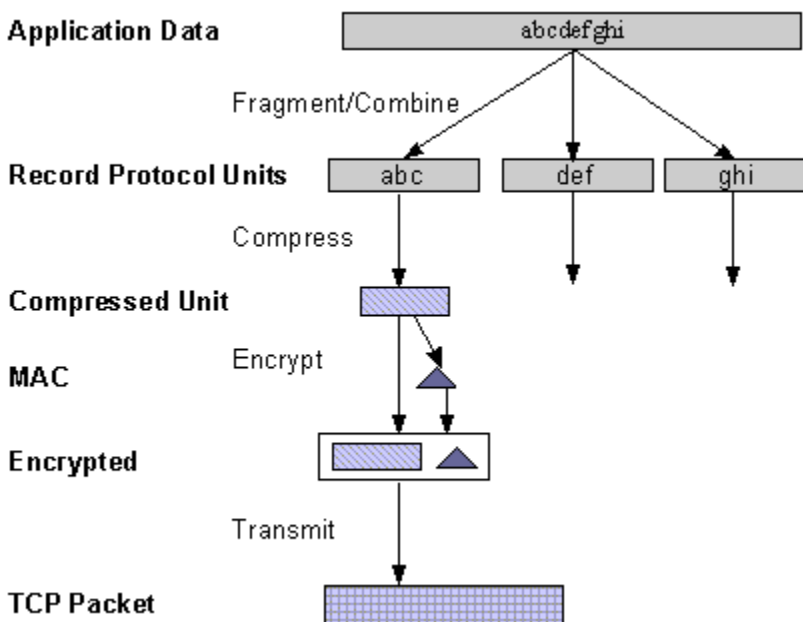 Application Data
abcdefghi
Fragment/Combine
Record Protocol Units
abc
def
ghi
Compress
Compressed Unit
Encrypt
MAC
Encrypted
Transmit
TCP Packet